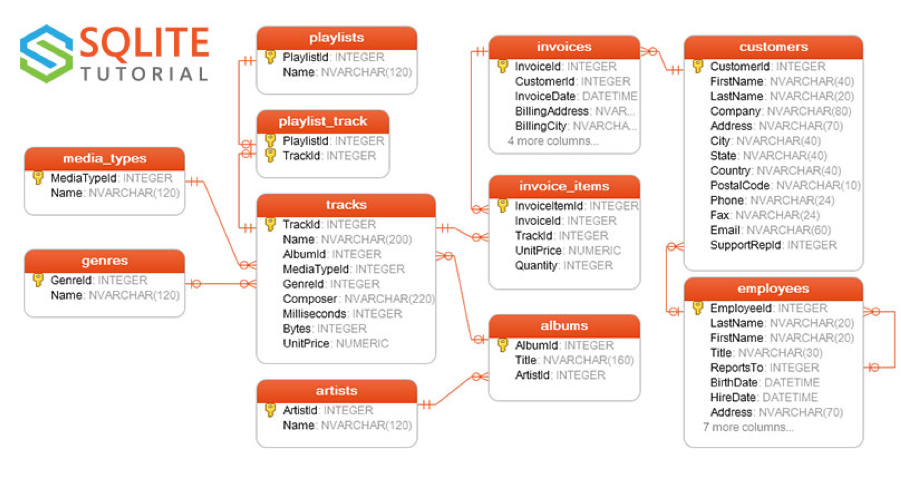 SQLITE
TUTORIAL
playlists
PlaylistId: INTEGER
Name: NVARCHAR(120)
playlist_track
PlaylistId: INTEGER
TrackId: INTEGER
media_types
MediaTypeId: INTEGER
Name: NVARCHAR(120)
genres
GenreId: INTEGER
Name: NVARCHAR(120)
tracks
TrackId: INTEGER
Name: NVARCHAR(200)
AlbumId: INTEGER
MediaTypeId: INTEGER
GenreId: INTEGER
Composer: NVARCHAR(220)
Milliseconds: INTEGER
Bytes: INTEGER
UnitPrice: NUMERIC
artists
ArtistId: INTEGER
Name: NVARCHAR(120)
invoices
InvoiceId: INTEGER
CustomerId: INTEGER
InvoiceDate: DATETIME
BillingAddress: NVAR...
BillingCity: NVARCHA...
4 more columns...
invoice_items
InvoiceItemId: INTEGER
InvoiceId: INTEGER
TrackId: INTEGER
UnitPrice: NUMERIC
Quantity: INTEGER
albums
AlbumId: INTEGER
Title: NVARCHAR(160)
ArtistId: INTEGER
customers
CustomerId: INTEGER
FirstName: NVARCHAR(40)
LastName: NVARCHAR(20)
Company: NVARCHAR(80)
Address: NVARCHAR(70)
City: NVARCHAR(40)
State: NVARCHAR(40)
Country: NVARCHAR(40)
PostalCode: NVARCHAR(10)
Phone: NVARCHAR(24)
Fax: NVARCHAR(24)
Email: NVARCHAR(60)
SupportRepId: INTEGER
employees
EmployeeId: INTEGER
LastName: NVARCHAR(20)
FirstName: NVARCHAR(20)
Title: NVARCHAR(30)
ReportsTo: INTEGER
BirthDate: DATETIME
HireDate: DATETIME
Address: NVARCHAR(70)
7 more columns...